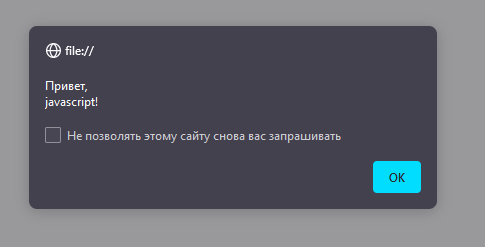 file://
Привет,
javascript!
Не позволять этому сайту снова вас запрашивать
OK